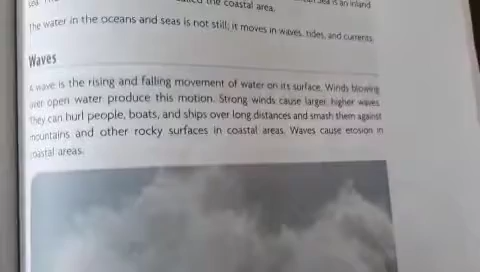 the coastal area. is an inland
The water in the oceans and seas is not still; it moves in waves, tides, and currents.
Waves
A wave is the rising and falling movement of water on its surface. Winds blowing
over open water produce this motion. Strong winds cause larger, higher waves.
They can hurl people, boats, and ships over long distances and smash them against
mountains and other rocky surfaces in coastal areas. Waves cause erosion in
coastal areas.